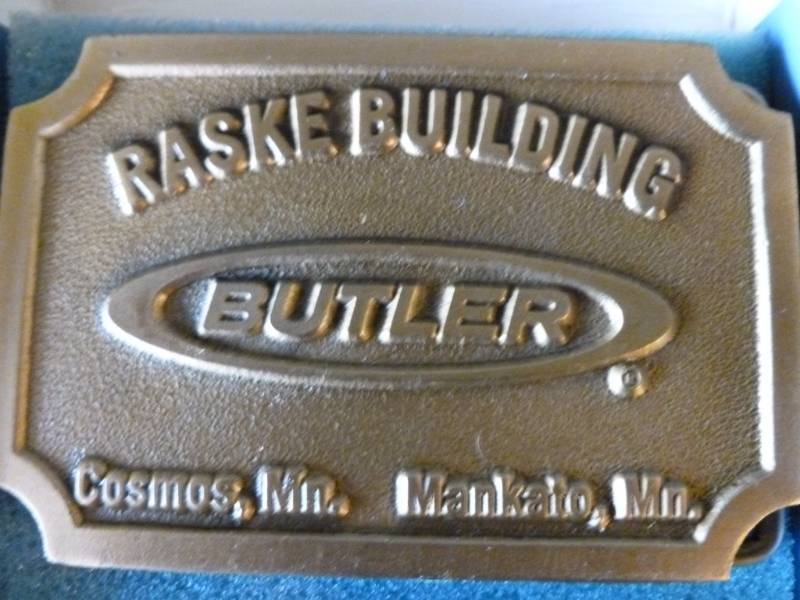 RASKE BUILDING
BUTLER
®
Cosmos, Mn. Mankato, Mn.